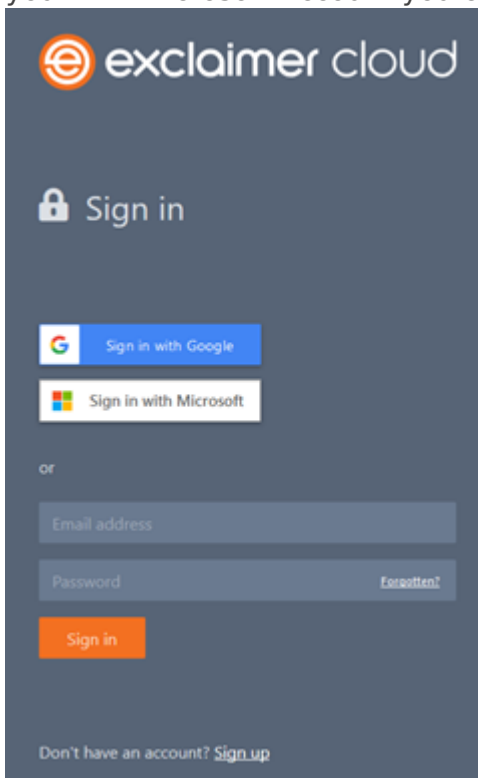 exclaimer cloud
Sign in
Sign in with Google
Sign in with Microsoft
or
Email address
Password
Forgotten?
Sign in
Don't have an account? Sign up